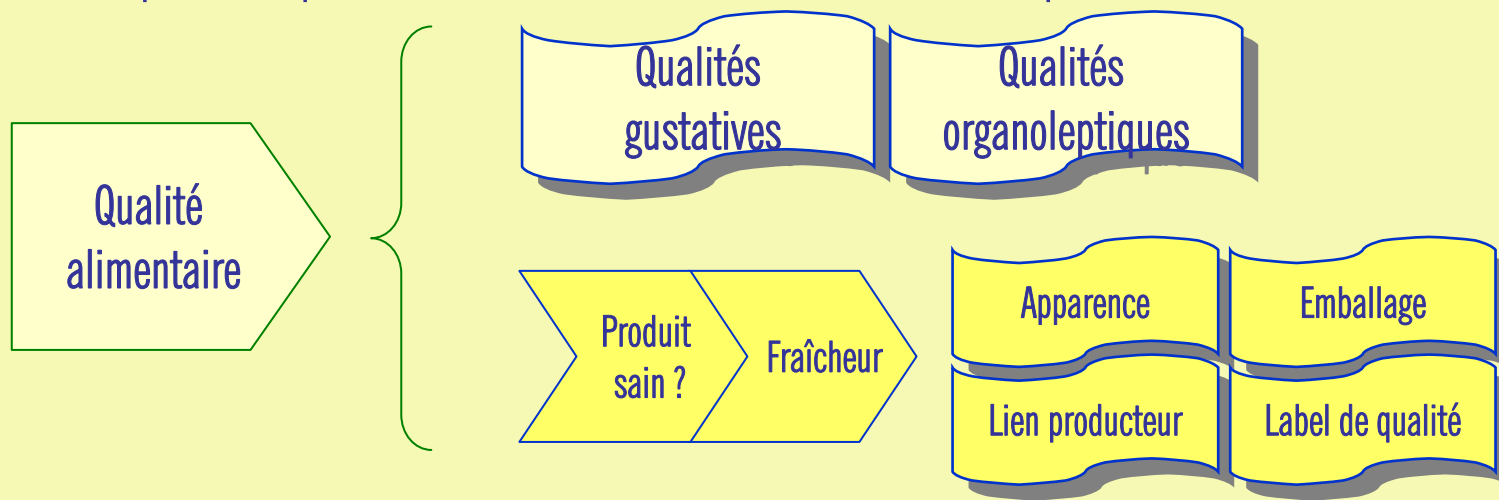 Qualités
gustatives
Qualités
organoleptiques
Qualité
alimentaire
Produit
sain ?
Fraîcheur
Apparence
Emballage
Lien producteur
Label de qualité